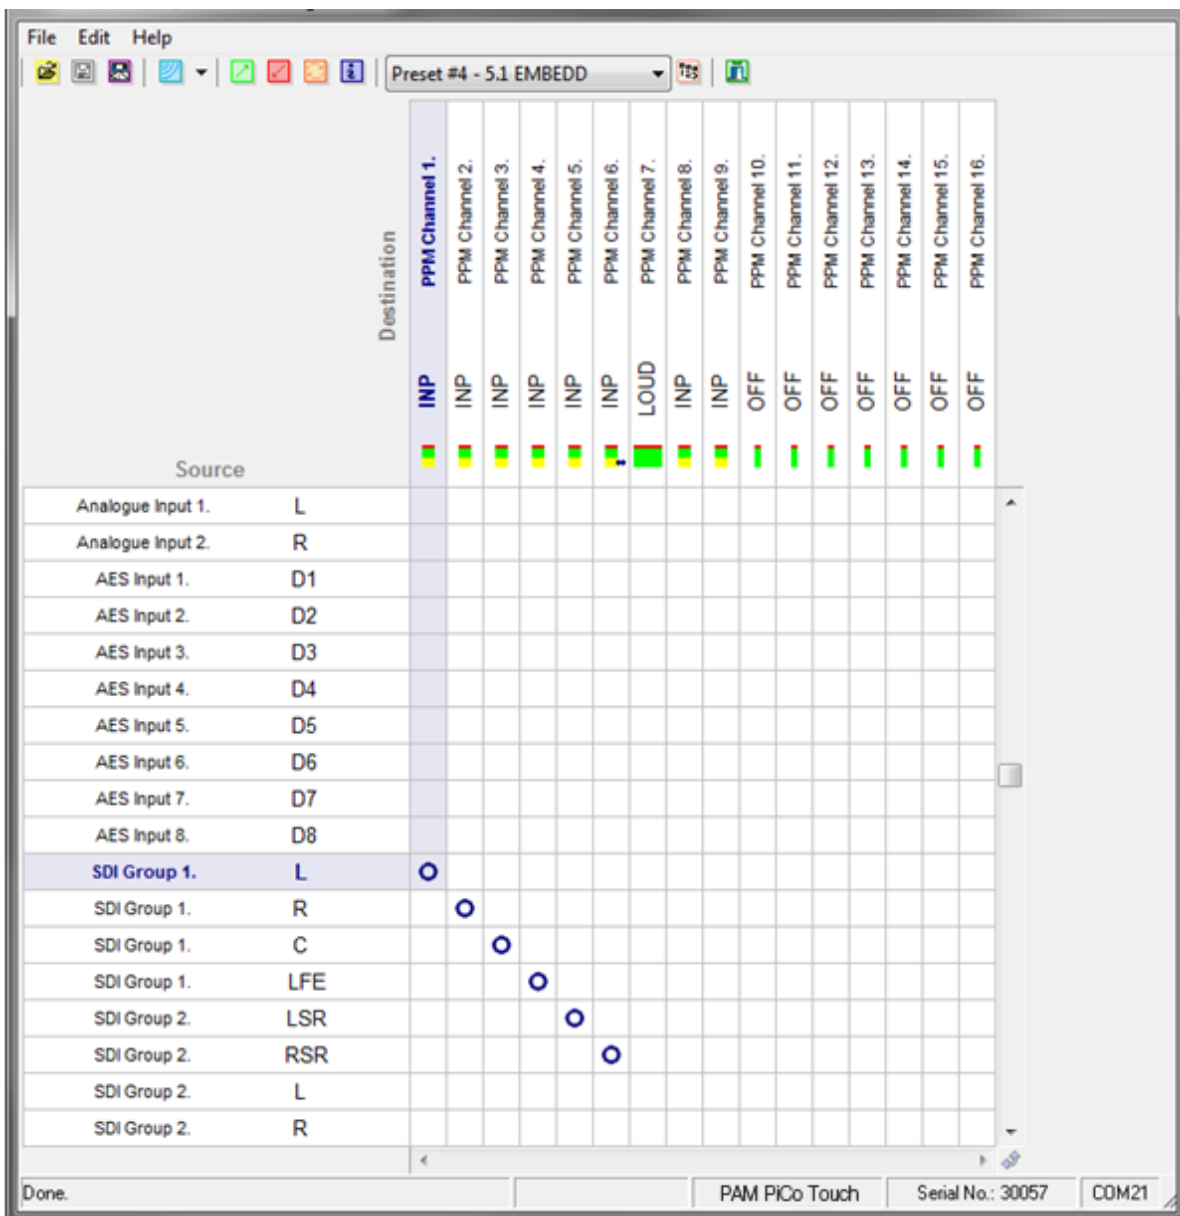 File Edit Help
Preset #4 - 5.1 EMBEDD
Destination
PPM Channel 1. INP
PPM Channel 2. INP
PPM Channel 3. INP
PPM Channel 4. INP
PPM Channel 5. INP
PPM Channel 6. INP
PPM Channel 7. LOUD
PPM Channel 8. INP
PPM Channel 9. INP
PPM Channel 10. OFF
PPM Channel 11. OFF
PPM Channel 12. OFF
PPM Channel 13. OFF
PPM Channel 14. OFF
PPM Channel 15. OFF
PPM Channel 16. OFF
Source
Analogue Input 1. L
Analogue Input 2. R
AES Input 1. D1
AES Input 2. D2
AES Input 3. D3
AES Input 4. D4
AES Input 5. D5
AES Input 6. D6
AES Input 7. D7
AES Input 8. D8
SDI Group 1. L
SDI Group 1. R
SDI Group 1. C
SDI Group 1. LFE
SDI Group 2. LSR
SDI Group 2. RSR
SDI Group 2. L
SDI Group 2. R
Done. PAM PiCo Touch Serial No.: 30057 COM21